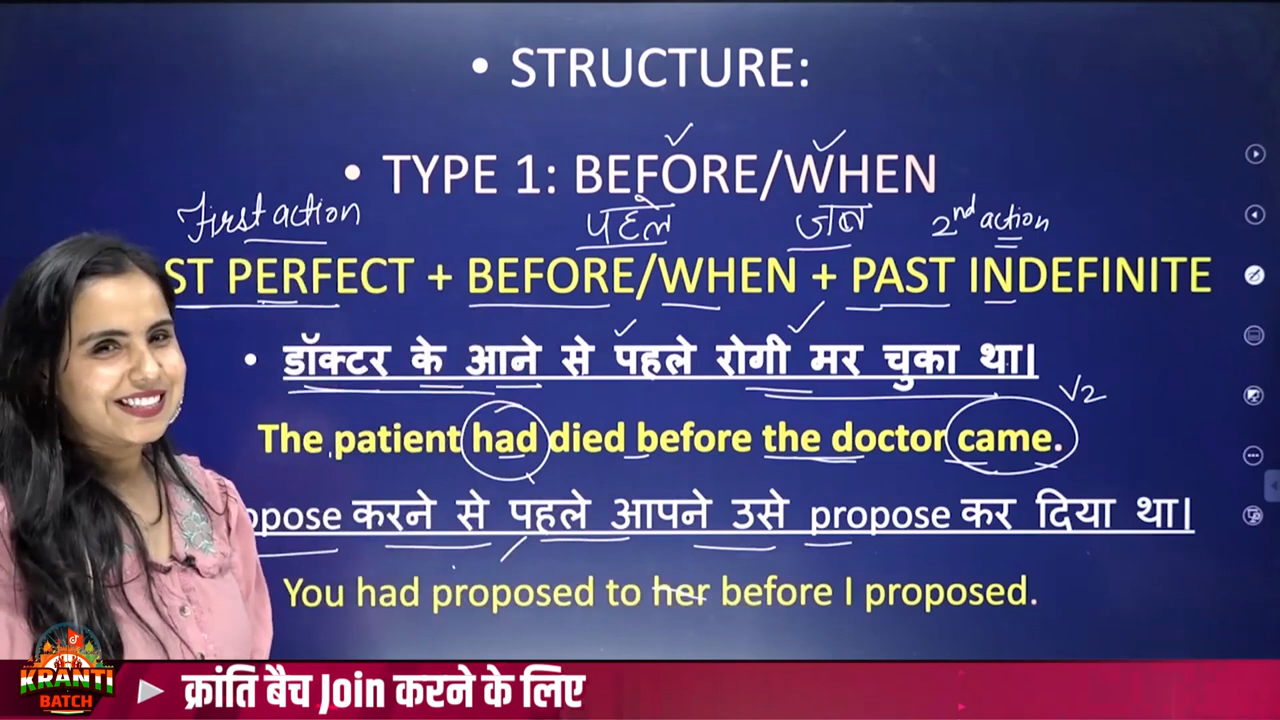 • STRUCTURE:
• TYPE 1: BEFORE/WHEN
First action पहले जब 2nd action
ST PERFECT + BEFORE/WHEN + PAST INDEFINITE
• डॉक्टर के आने से पहले रोगी मर चुका था।
V2
The patient had died before the doctor came.
opose करने से पहले आपने उसे propose कर दिया था।
You had proposed to her before I proposed.
KRANTI
BATCH
क्रांति बैच Join करने के लिए